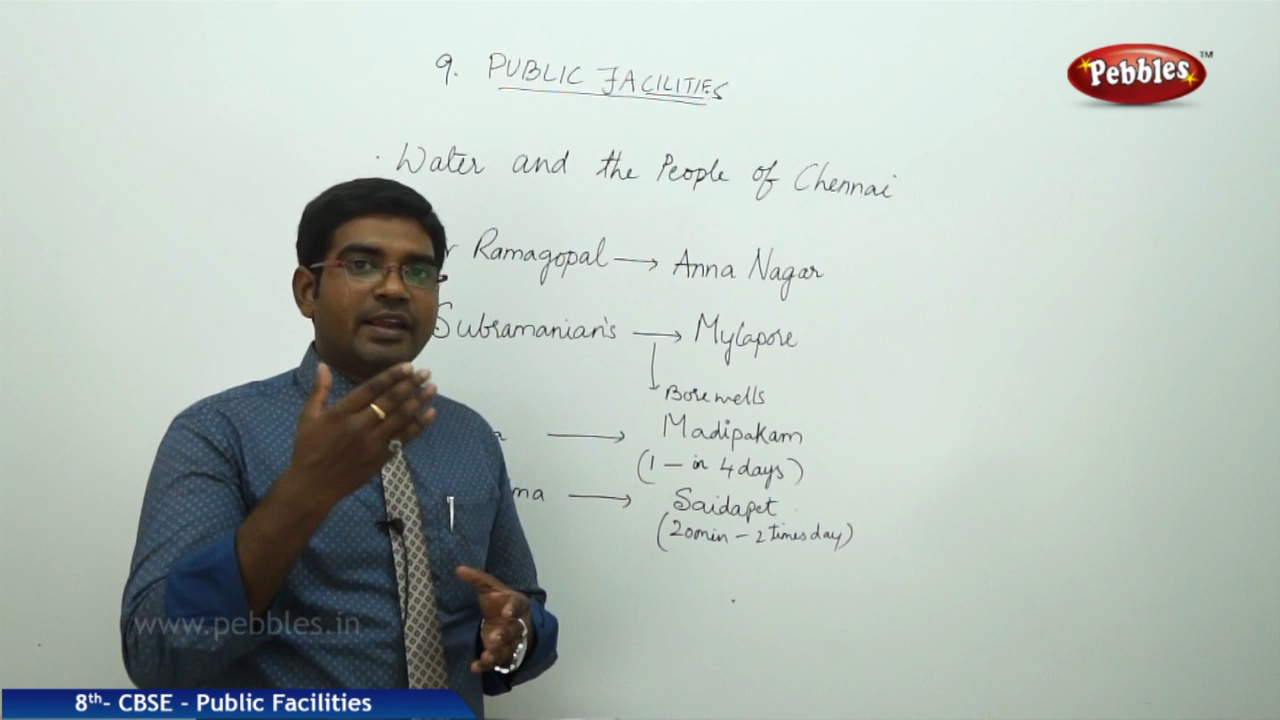 Pebbles™
9. PUBLIC FACILITIES
· Water and the People of Chennai
Ramagopal → Anna Nagar
Subramanian's → Mylapore
Borewells
→ Madipakam
(1 – in 4 days)
→ Saidapet
(20min – 2 times day)
www.pebbles.in
8th- CBSE - Public Facilities